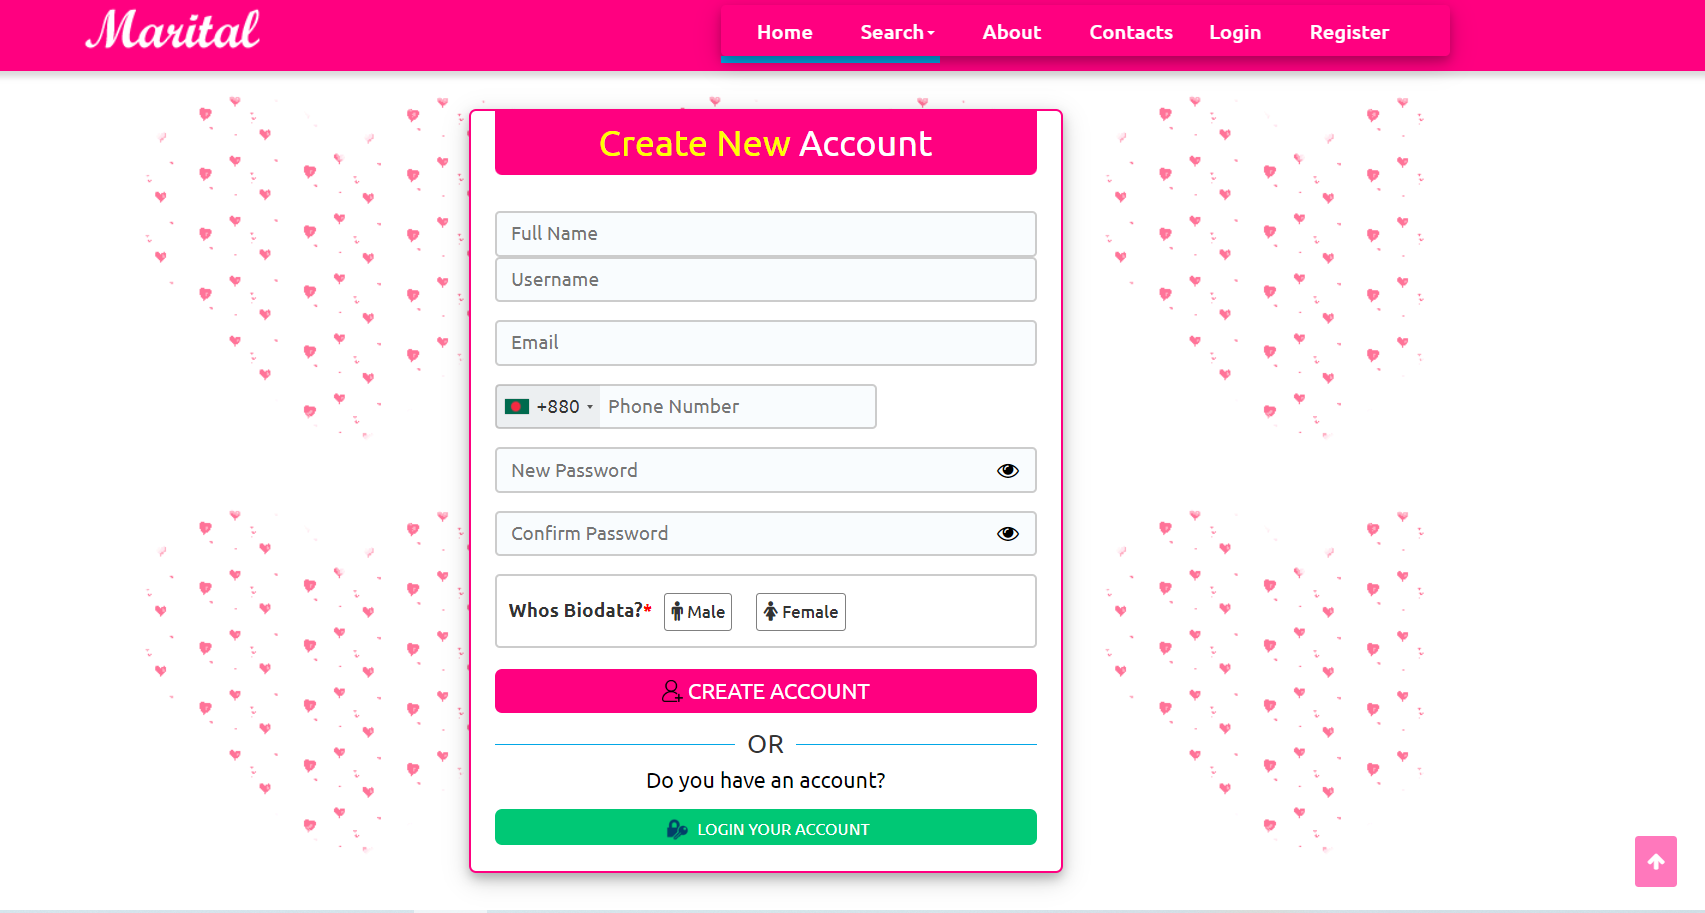 Marital
Home Search About Contacts Login Register
Create New Account
Full Name
Username
Email
+880 Phone Number
New Password
Confirm Password
Whos Biodata?* Male Female
CREATE ACCOUNT
OR
Do you have an account?
LOGIN YOUR ACCOUNT